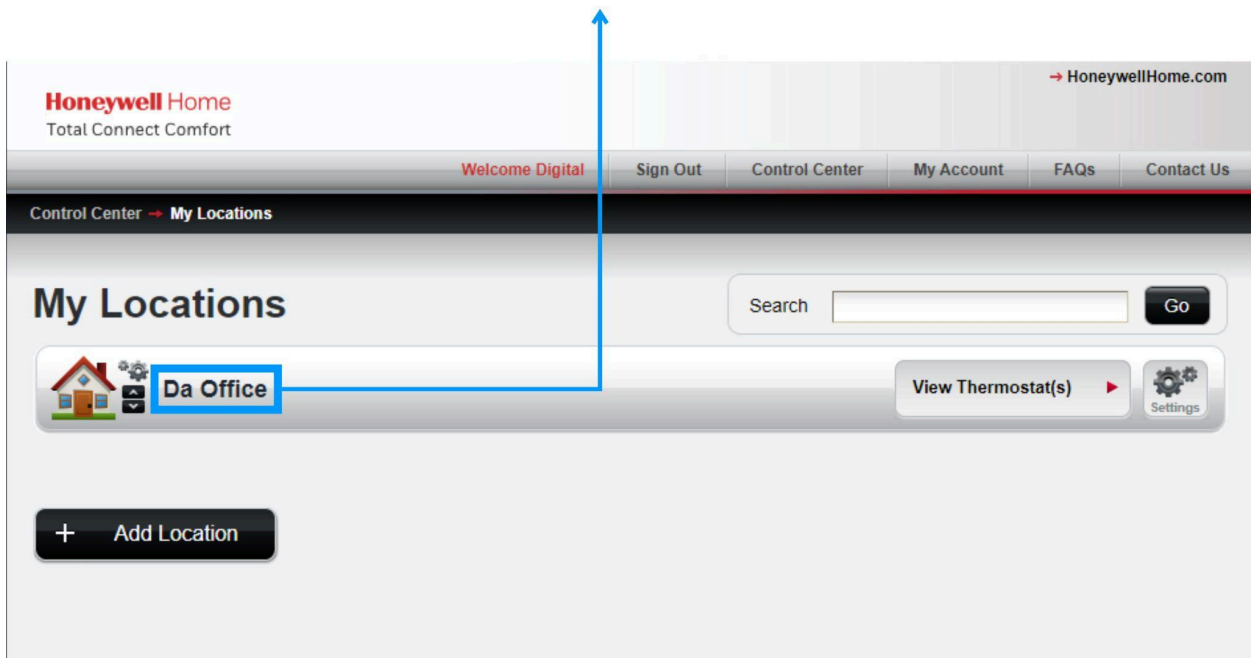 → HoneywellHome.com
Honeywell Home
Total Connect Comfort
Welcome Digital Sign Out Control Center My Account FAQs Contact Us
Control Center → My Locations
My Locations
Search Go
Da Office View Thermostat(s)
Settings
+ Add Location